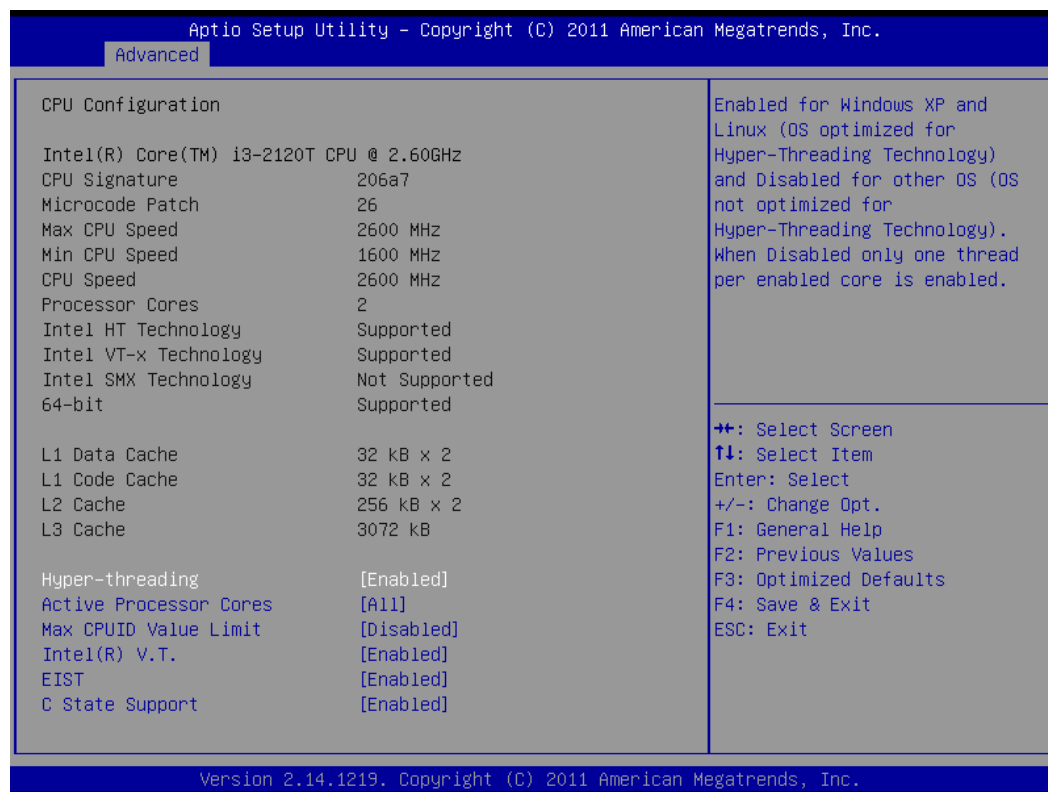 Aptio Setup Utility – Copyright (C) 2011 American Megatrends, Inc.
Advanced
CPU Configuration
Intel(R) Core(TM) i3-2120T CPU @ 2.60GHz
CPU Signature 206a7
Microcode Patch 26
Max CPU Speed 2600 MHz
Min CPU Speed 1600 MHz
CPU Speed 2600 MHz
Processor Cores 2
Intel HT Technology Supported
Intel VT-x Technology Supported
Intel SMX Technology Not Supported
64-bit Supported
L1 Data Cache 32 kB x 2
L1 Code Cache 32 kB x 2
L2 Cache 256 kB x 2
L3 Cache 3072 kB
Hyper-threading [Enabled]
Active Processor Cores [All]
Max CPUID Value Limit [Disabled]
Intel(R) V.T. [Enabled]
EIST [Enabled]
C State Support [Enabled]
Enabled for Windows XP and
Linux (OS optimized for
Hyper-Threading Technology)
and Disabled for other OS (OS
not optimized for
Hyper-Threading Technology).
When Disabled only one thread
per enabled core is enabled.
→←: Select Screen
↑↓: Select Item
Enter: Select
+/-: Change Opt.
F1: General Help
F2: Previous Values
F3: Optimized Defaults
F4: Save & Exit
ESC: Exit
Version 2.14.1219. Copyright (C) 2011 American Megatrends, Inc.